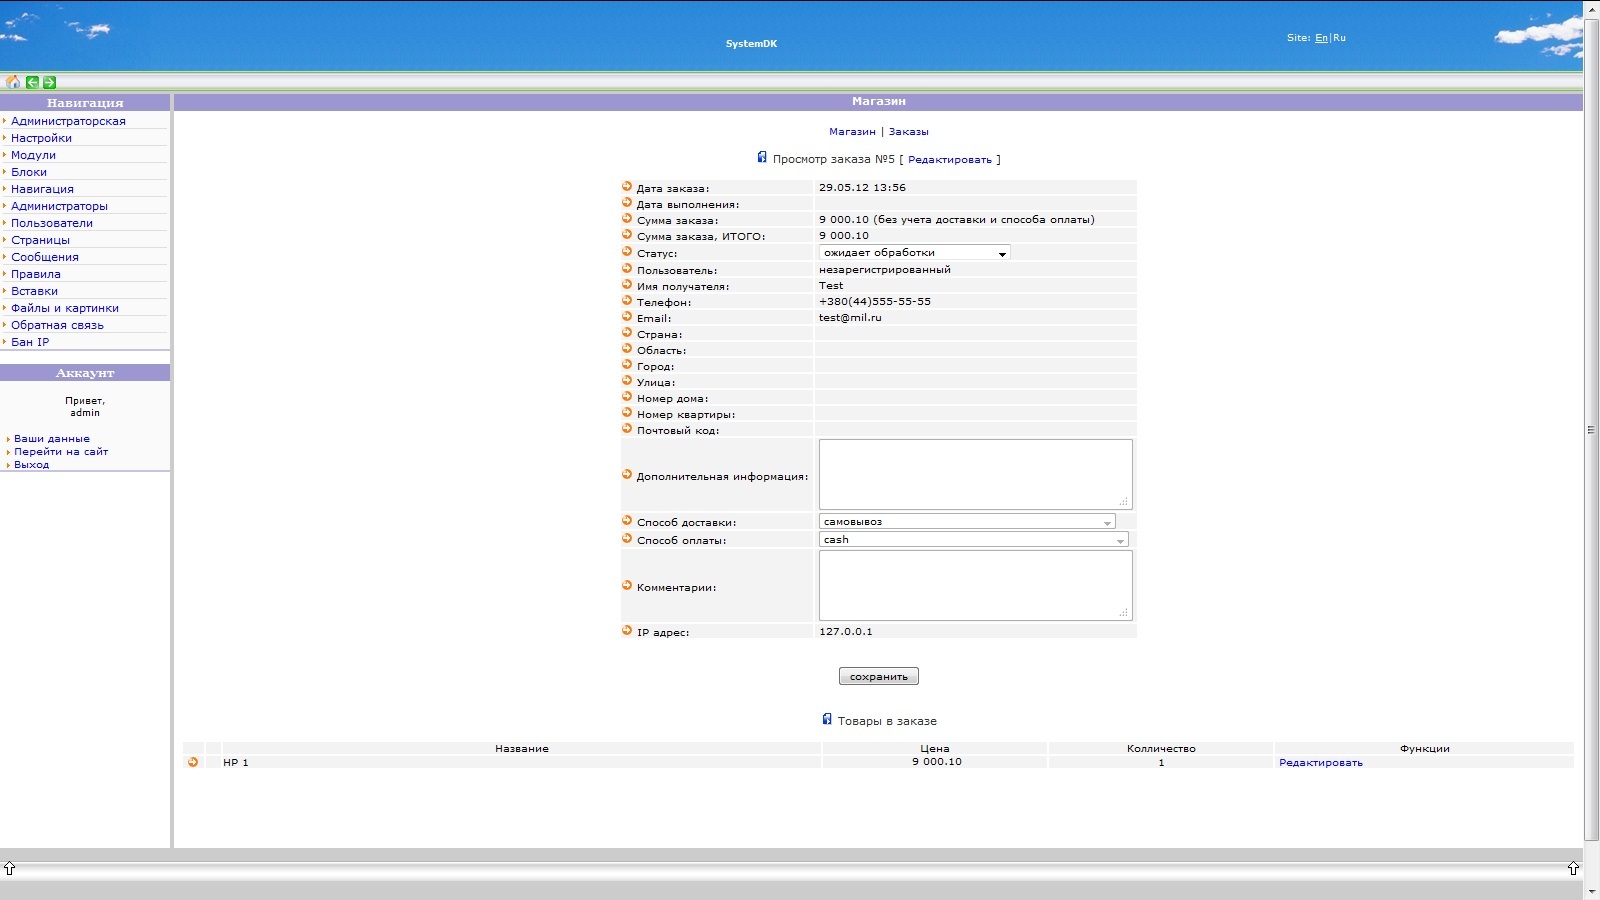 SystemDK
Site: En|Ru
Навигация
Администраторская
Настройки
Модули
Блоки
Навигация
Администраторы
Пользователи
Страницы
Сообщения
Правила
Вставки
Файлы и картинки
Обратная связь
Бан IP
Аккаунт
Привет,
admin
Ваши данные
Перейти на сайт
Выход
Магазин
Магазин | Заказы
Просмотр заказа №5 [ Редактировать ]
Дата заказа: 29.05.12 13:56
Дата выполнения:
Сумма заказа: 9 000.10 (без учета доставки и способа оплаты)
Сумма заказа, ИТОГО: 9 000.10
Статус: ожидает обработки
Пользователь: незарегистрированный
Имя получателя: Test
Телефон: +380(44)555-55-55
Email: test@mil.ru
Страна:
Область:
Город:
Улица:
Номер дома:
Номер квартиры:
Почтовый код:
Дополнительная информация:
Способ доставки: самовывоз
Способ оплаты: cash
Комментарии:
IP адрес: 127.0.0.1
сохранить
Товары в заказе
Название Цена Колличество Функции
HP 1 9 000.10 1 Редактировать